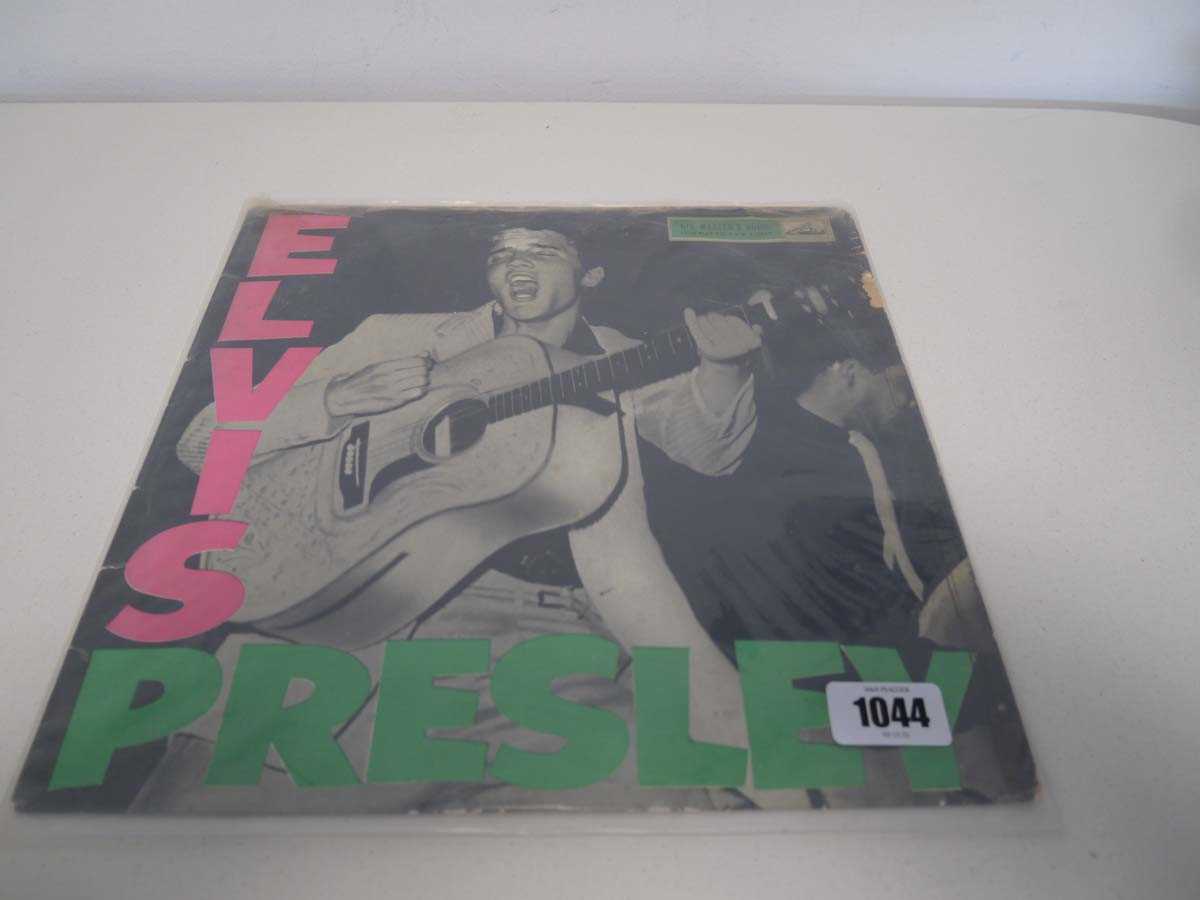 ELVIS
HIS MASTER'S VOICE
PRESLEY
1044